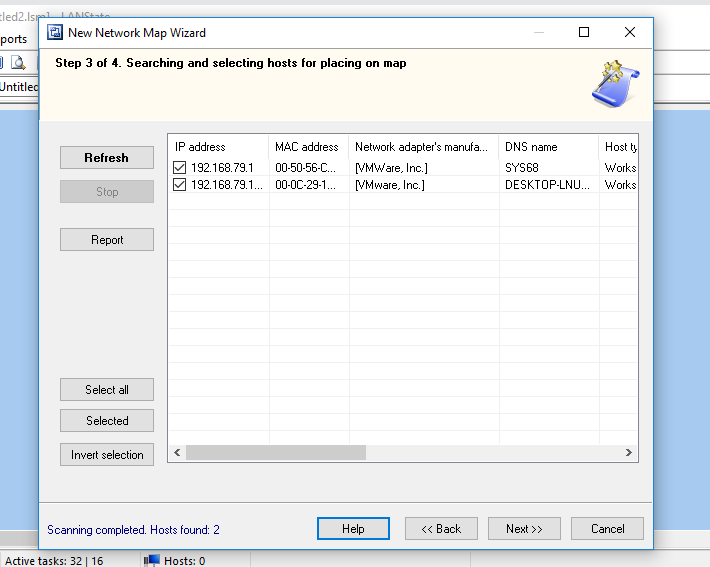 tled2.lsm] - LANState
ports
Untitled
New Network Map Wizard
Step 3 of 4. Searching and selecting hosts for placing on map
Refresh
Stop
Report
Select all
Selected
Invert selection
IP address MAC address Network adapter's manufa... DNS name Host ty
192.168.79.1 00-50-56-C... [VMWare, Inc.] SYS68 Works
192.168.79.1... 00-0C-29-1... [VMware, Inc.] DESKTOP-LNU... Works
Scanning completed. Hosts found: 2
Help << Back Next >> Cancel
Active tasks: 32 | 16 Hosts: 0